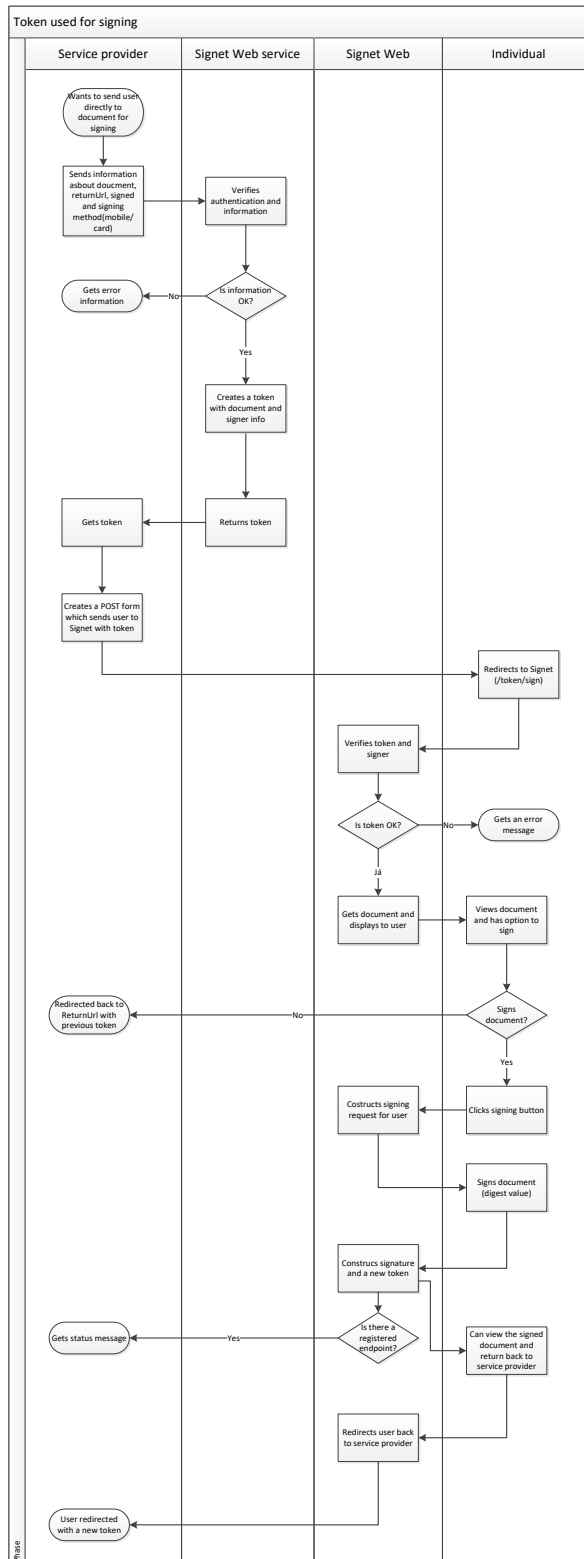 Token used for signing
Service provider
Signet Web service
Signet Web
Individual
Wants to send user
directly to
document for
signing
Sends information
asbout doucment,
returnUrl, signed
and signing
method(mobile/
card)
Verifies
authentication and
information
Gets error
information
No
Is information
OK?
Yes
Creates a token
with document and
signer info
Gets token
Returns token
Creates a POST form
which sends user to
Signet with token
Redirects to Signet
(/token/sign)
Verifies token and
signer
Is token OK?
No
Gets an error
message
Já
Gets document and
displays to user
Views document
and has option to
sign
Redirected back to
ReturnUrl with
previous token
No
Signs
document?
Yes
Costructs signing
request for user
Clicks signing button
Signs document
(digest value)
Construcs signature
and a new token
Gets status message
Yes
Is there a
registered
endpoint?
Can view the signed
document and
return back to
service provider
Redirects user back
to service provider
User redirected
with a new token